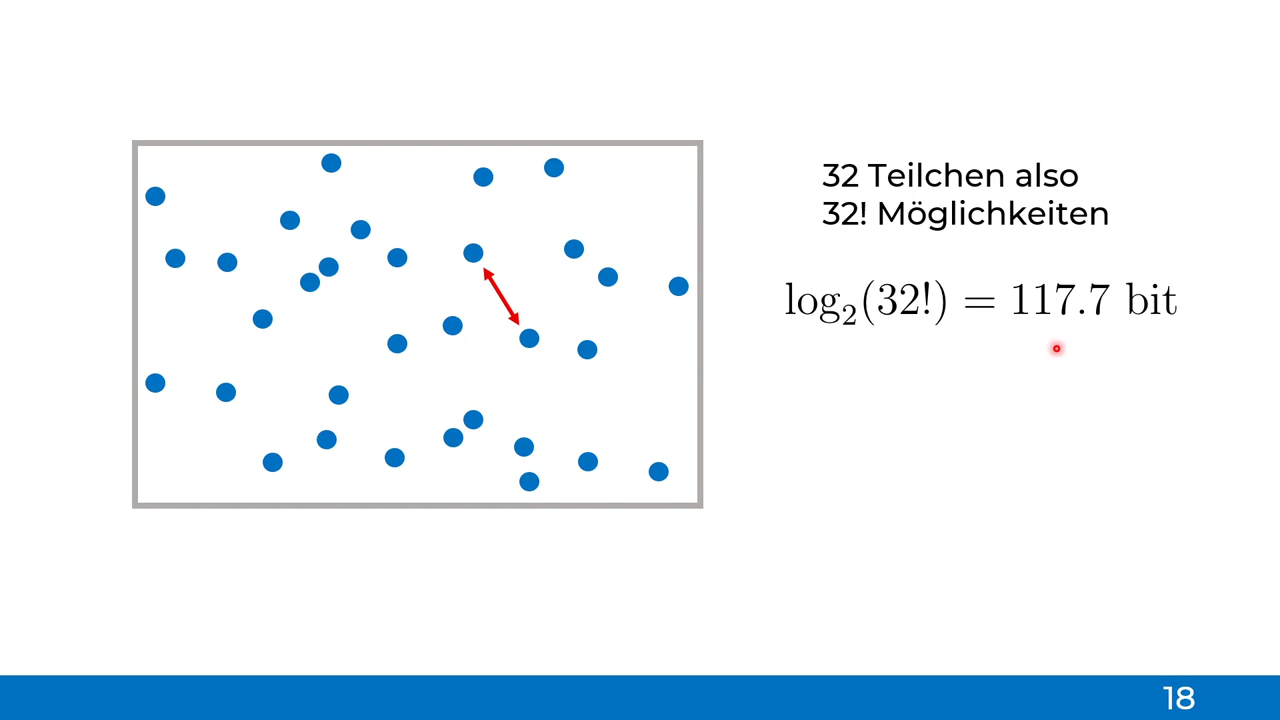 32 Teilchen also
32! Möglichkeiten
log₂(32!) = 117.7 bit
18